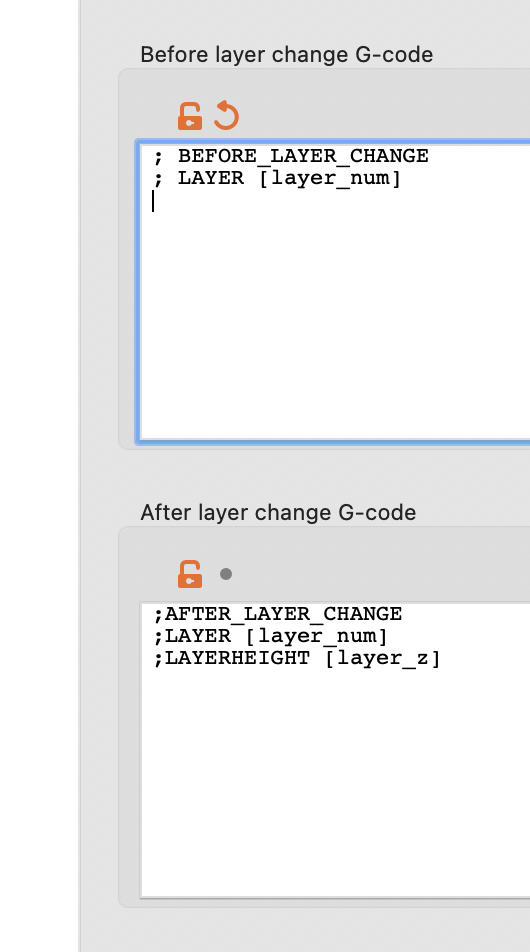 Before layer change G-code
; BEFORE_LAYER_CHANGE
; LAYER [layer_num]
After layer change G-code
;AFTER_LAYER_CHANGE
;LAYER [layer_num]
;LAYERHEIGHT [layer_z]